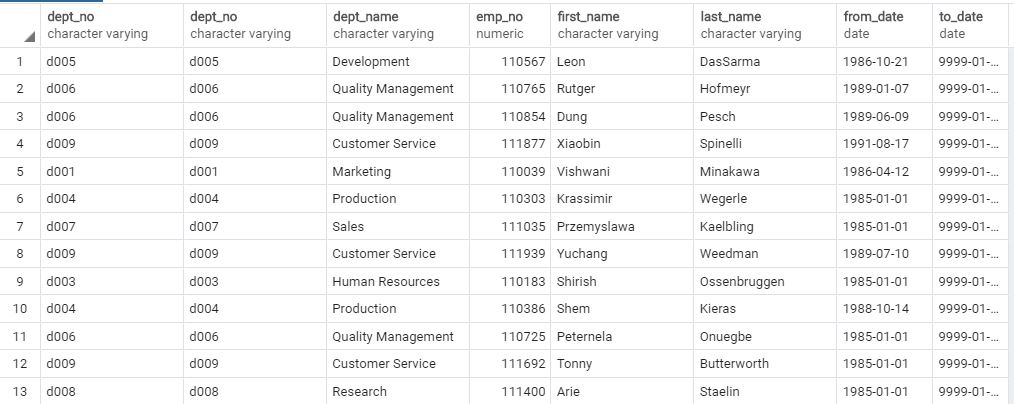 dept_no dept_no dept_name emp_no first_name last_name from_date to_date
character varying character varying character varying numeric character varying character varying date date
1 d005 d005 Development 110567 Leon DasSarma 1986-10-21 9999-01-...
2 d006 d006 Quality Management 110765 Rutger Hofmeyr 1989-01-07 9999-01-...
3 d006 d006 Quality Management 110854 Dung Pesch 1989-06-09 9999-01-...
4 d009 d009 Customer Service 111877 Xiaobin Spinelli 1991-08-17 9999-01-...
5 d001 d001 Marketing 110039 Vishwani Minakawa 1986-04-12 9999-01-...
6 d004 d004 Production 110303 Krassimir Wegerle 1985-01-01 9999-01-...
7 d007 d007 Sales 111035 Przemyslawa Kaelbling 1985-01-01 9999-01-...
8 d009 d009 Customer Service 111939 Yuchang Weedman 1989-07-10 9999-01-...
9 d003 d003 Human Resources 110183 Shirish Ossenbruggen 1985-01-01 9999-01-...
10 d004 d004 Production 110386 Shem Kieras 1988-10-14 9999-01-...
11 d006 d006 Quality Management 110725 Peternela Onuegbe 1985-01-01 9999-01-...
12 d009 d009 Customer Service 111692 Tonny Butterworth 1985-01-01 9999-01-...
13 d008 d008 Research 111400 Arie Staelin 1985-01-01 9999-01-...